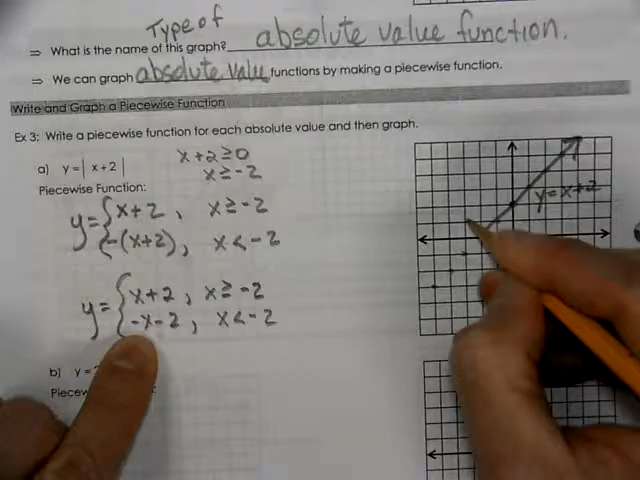 Type of
⇒ What is the name of this graph? absolute value function.
⇒ We can graph absolute value functions by making a piecewise function.
Write and Graph a Piecewise Function
Ex 3: Write a piecewise function for each absolute value and then graph.
a) y = | x + 2 |
x + 2 ≥ 0
x ≥ -2
Piecewise Function:
y = { x + 2 , x ≥ -2
-(x+2), x < -2
y = { x + 2 , x ≥ -2
-x - 2 , x < -2
y = x + 2
b) y =
Piecew